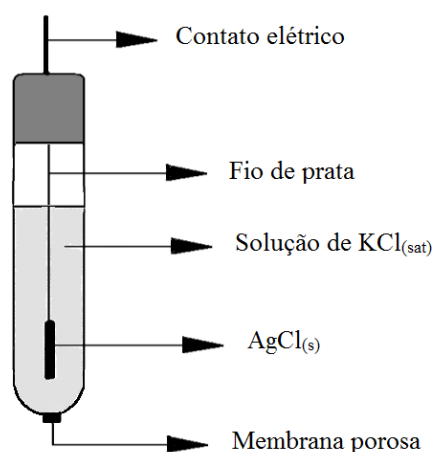 Contato elétrico
Fio de prata
Solução de KCl(sat)
AgCl(s)
Membrana porosa